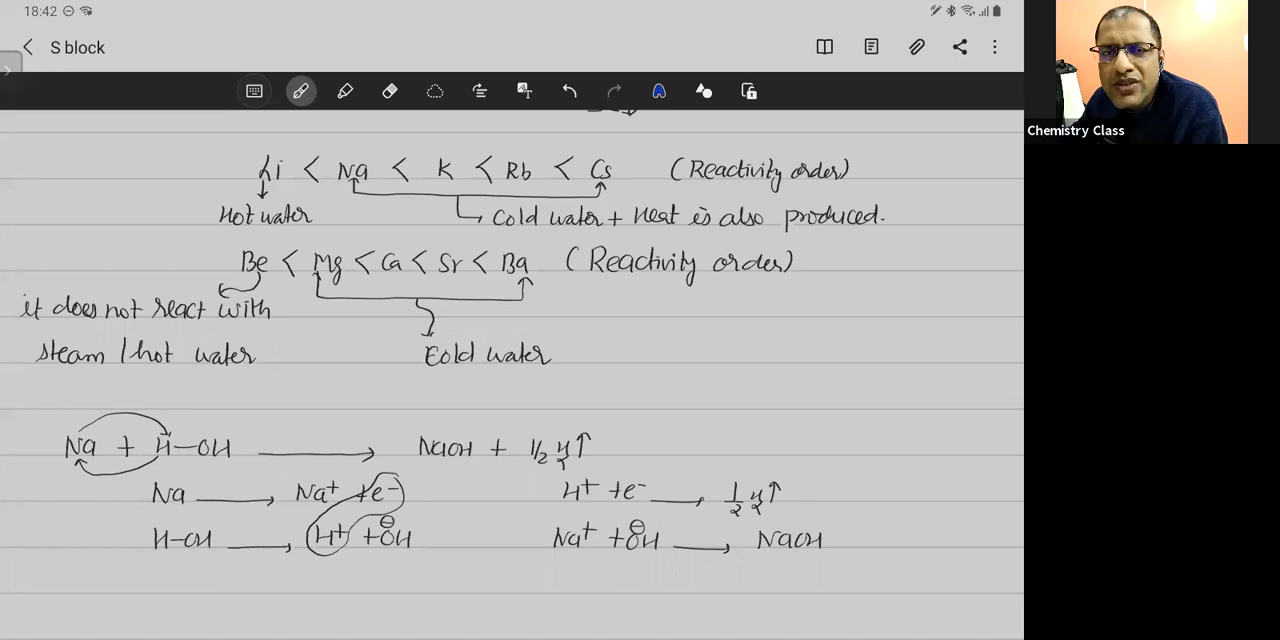 18:42
S block
Chemistry Class
Li < Na < K < Rb < Cs (Reactivity order)
Hot water Cold water + Heat is also produced.
Be < Mg < Ca < Sr < Ba (Reactivity order)
it does not react with
steam / hot water Cold water
Na + H–OH ⟶ NaOH + 1/2 H₂↑
Na ⟶ Na⁺ + e⁻ H⁺ + e⁻ ⟶ 1/2 H₂↑
H–OH ⟶ H⁺ + ⊖OH Na⁺ + ⊖OH ⟶ NaOH